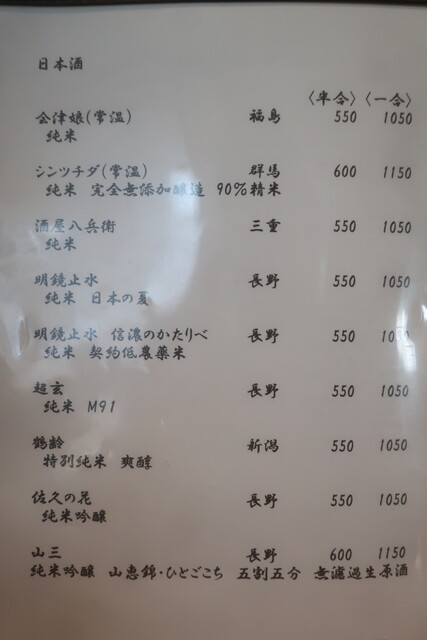 日本酒
〈半合〉 〈一合〉
会津娘(常温) 福島 550 1050
純米
シンツチダ(常温) 群馬 600 1150
純米 完全無添加醸造 90%精米
酒屋八兵衛 三重 550 1050
純米
明鏡止水 長野 550 1050
純米 日本の夏
明鏡止水 信濃のかたりべ 長野 550 1050
純米 契約低農薬米
超玄 長野 550 1050
純米 M91
鶴齢 新潟 550 1050
特別純米 爽醇
佐久の花 長野 550 1050
純米吟醸
山三 長野 600 1150
純米吟醸 山恵錦・ひとごこち 五割五分 無濾過生原酒